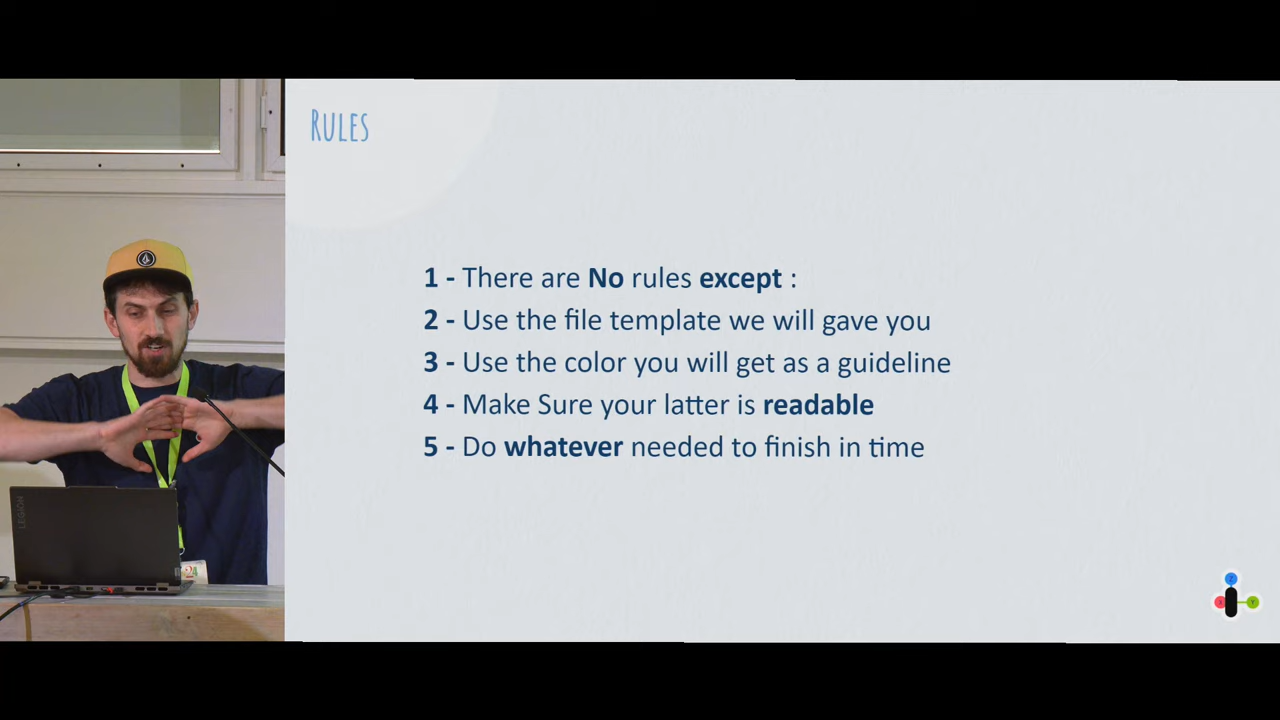 Rules
1 - There are No rules except :
2 - Use the file template we will gave you
3 - Use the color you will get as a guideline
4 - Make Sure your latter is readable
5 - Do whatever needed to finish in time
LEGION
Z
Y